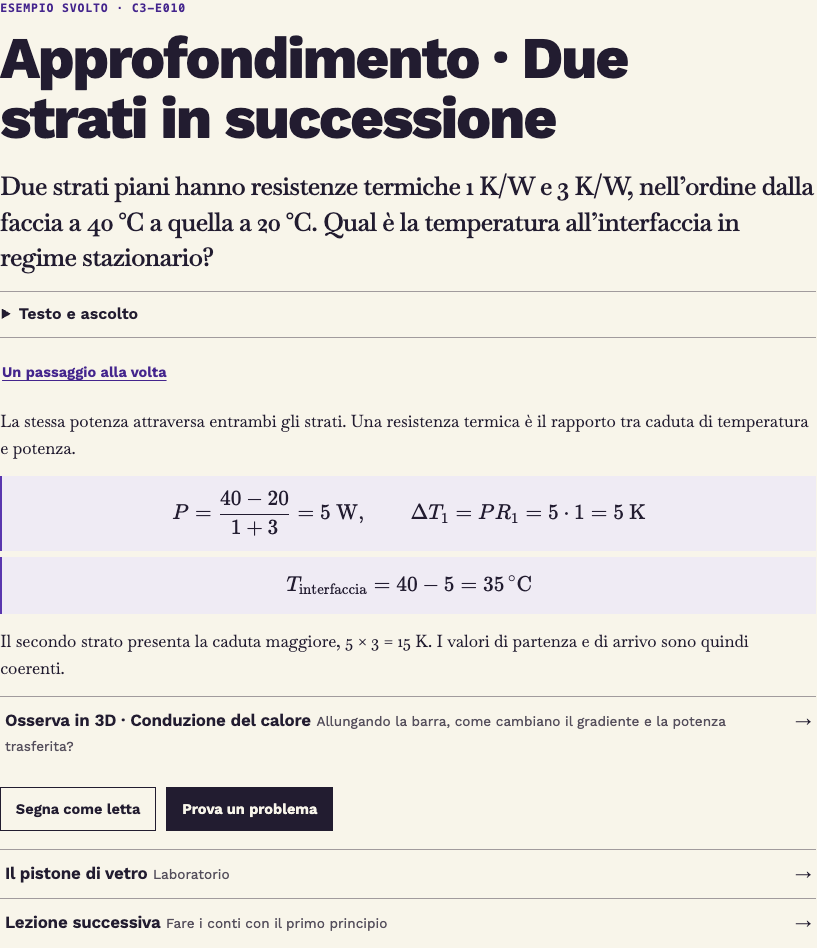 ESEMPIO SVOLTO · C3-E010
Approfondimento · Due
strati in successione
Due strati piani hanno resistenze termiche 1 K/W e 3 K/W, nell’ordine dalla
faccia a 40 °C a quella a 20 °C. Qual è la temperatura all’interfaccia in
regime stazionario?
▶ Testo e ascolto
Un passaggio alla volta
La stessa potenza attraversa entrambi gli strati. Una resistenza termica è il rapporto tra caduta di temperatura
e potenza.
P = (40 − 20)/(1 + 3) = 5 W, ΔT₁ = PR₁ = 5 · 1 = 5 K
T_interfaccia = 40 − 5 = 35 °C
Il secondo strato presenta la caduta maggiore, 5 × 3 = 15 K. I valori di partenza e di arrivo sono quindi
coerenti.
Osserva in 3D · Conduzione del calore Allungando la barra, come cambiano il gradiente e la potenza →
trasferita?
Segna come letta Prova un problema
Il pistone di vetro Laboratorio →
Lezione successiva Fare i conti con il primo principio →